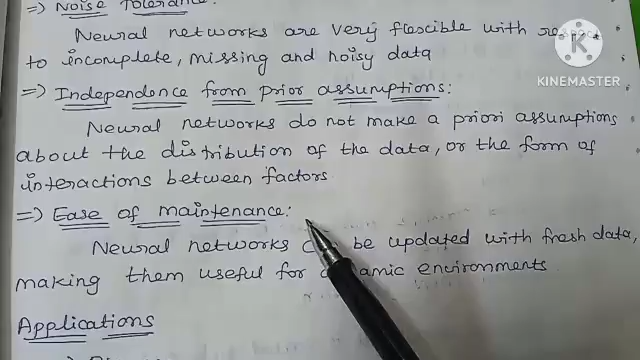 => Noise Tolerance:
Neural networks are very flexible with
to incomplete, missing and noisy data
KINEMASTER
=> Independence from prior assumptions:
Neural networks do not make a priori assumptions
about the distribution of the data, or the form of
interactions between factors
=> Ease of maintenance:
Neural networks be updated with fresh data,
making them useful for environments
Applications